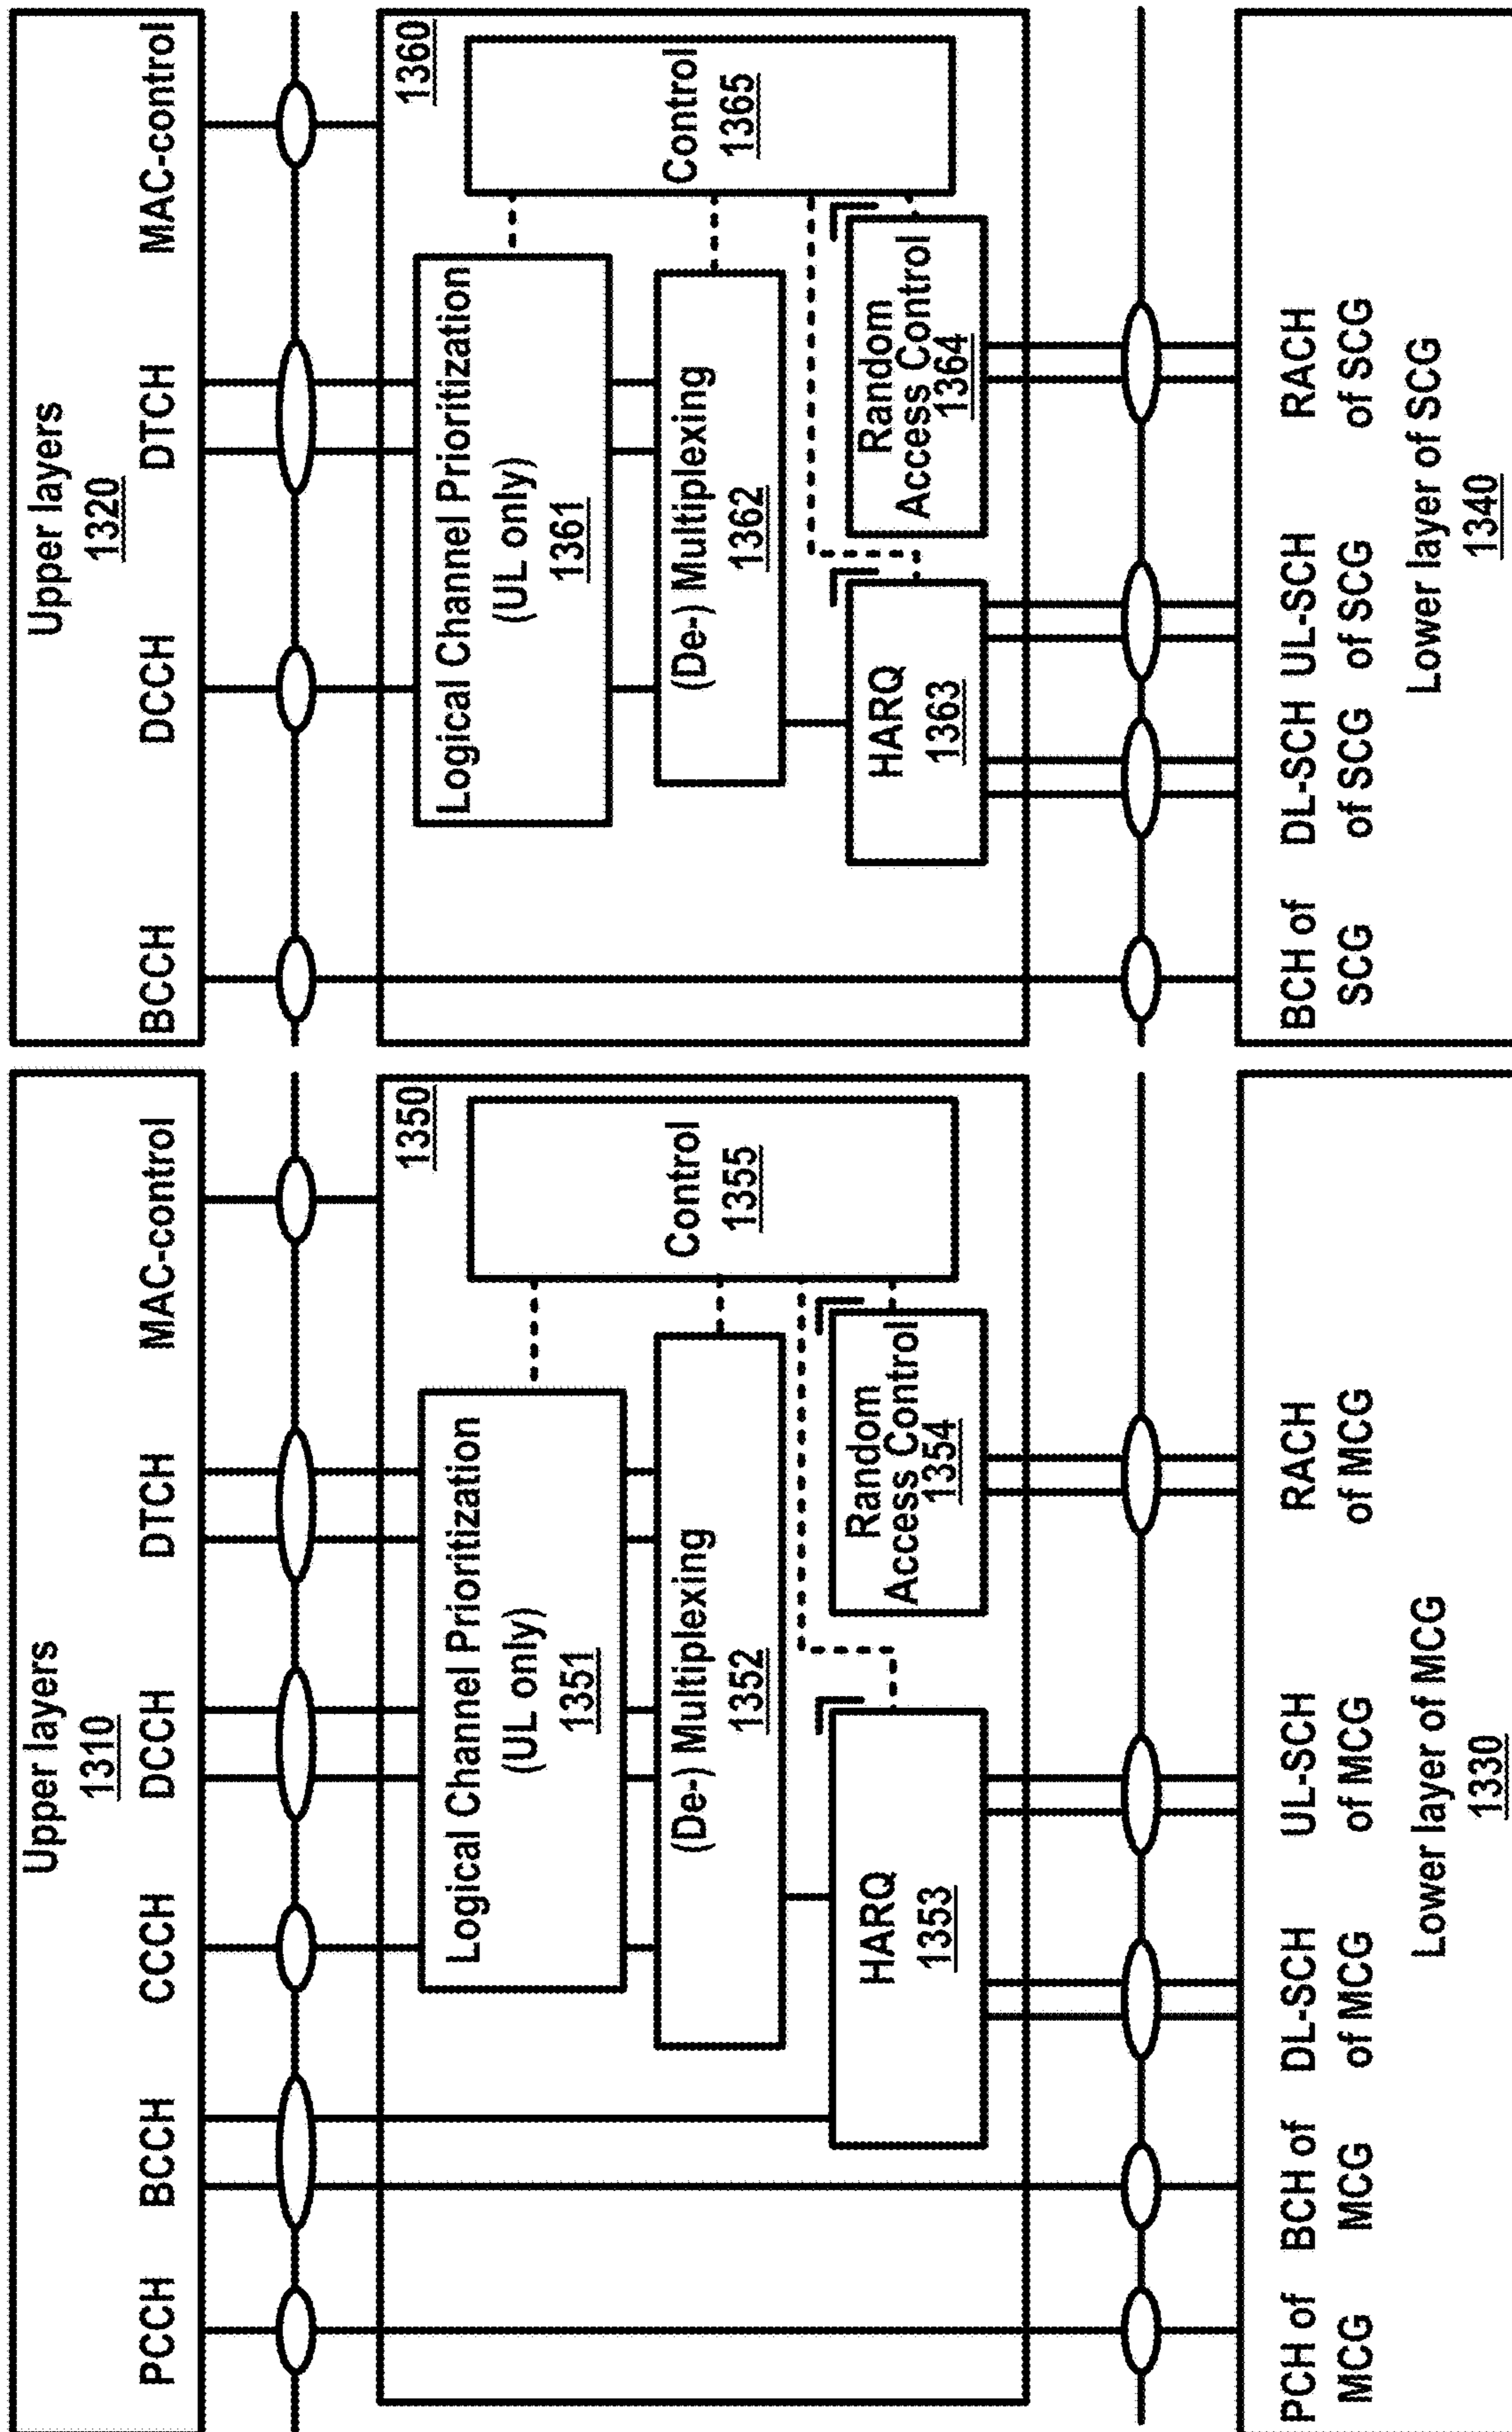 Upper layers
1310
PCCH BCCH CCCH DCCH DTCH MAC-control
1350
Logical Channel Prioritization
(UL only)
1351
(De-) Multiplexing
1352
HARQ
1353
Random
Access Control
1354
Control
1355
PCH of BCH of DL-SCH UL-SCH RACH
MCG MCG of MCG of MCG of MCG
Lower layer of MCG
1330
Upper layers
1320
BCCH DCCH DTCH MAC-control
1360
Logical Channel Prioritization
(UL only)
1361
(De-) Multiplexing
1362
HARQ
1363
Random
Access Control
1364
Control
1365
BCH of DL-SCH UL-SCH RACH
SCG of SCG of SCG of SCG
Lower layer of SCG
1340